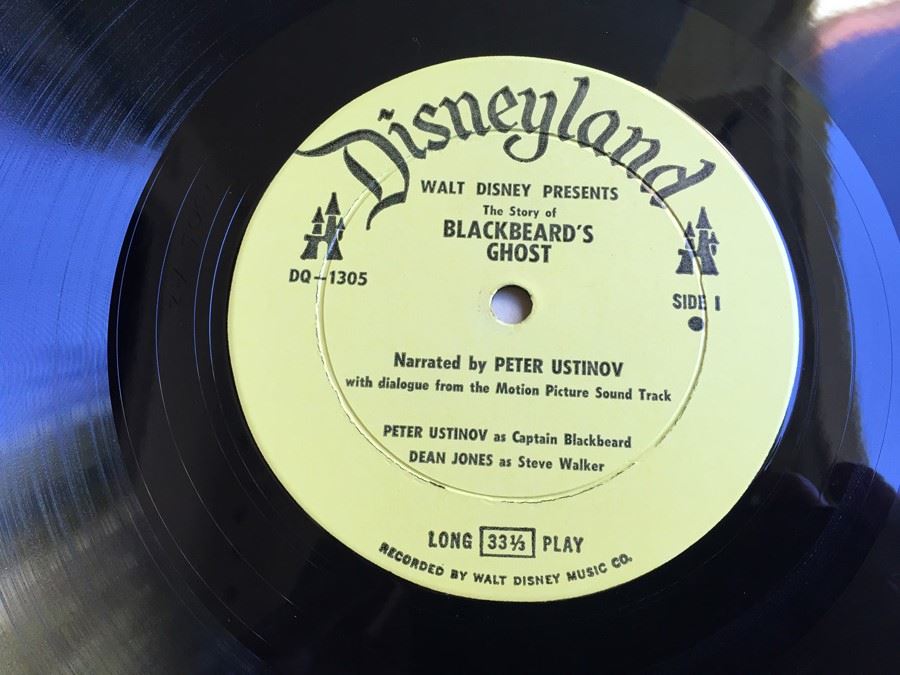 Disneyland
WALT DISNEY PRESENTS
The Story of
BLACKBEARD'S
GHOST
DQ-1305
SIDE 1
Narrated by PETER USTINOV
with dialogue from the Motion Picture Sound Track
PETER USTINOV as Captain Blackbeard
DEAN JONES as Steve Walker
LONG 33⅓ PLAY
RECORDED BY WALT DISNEY MUSIC CO.